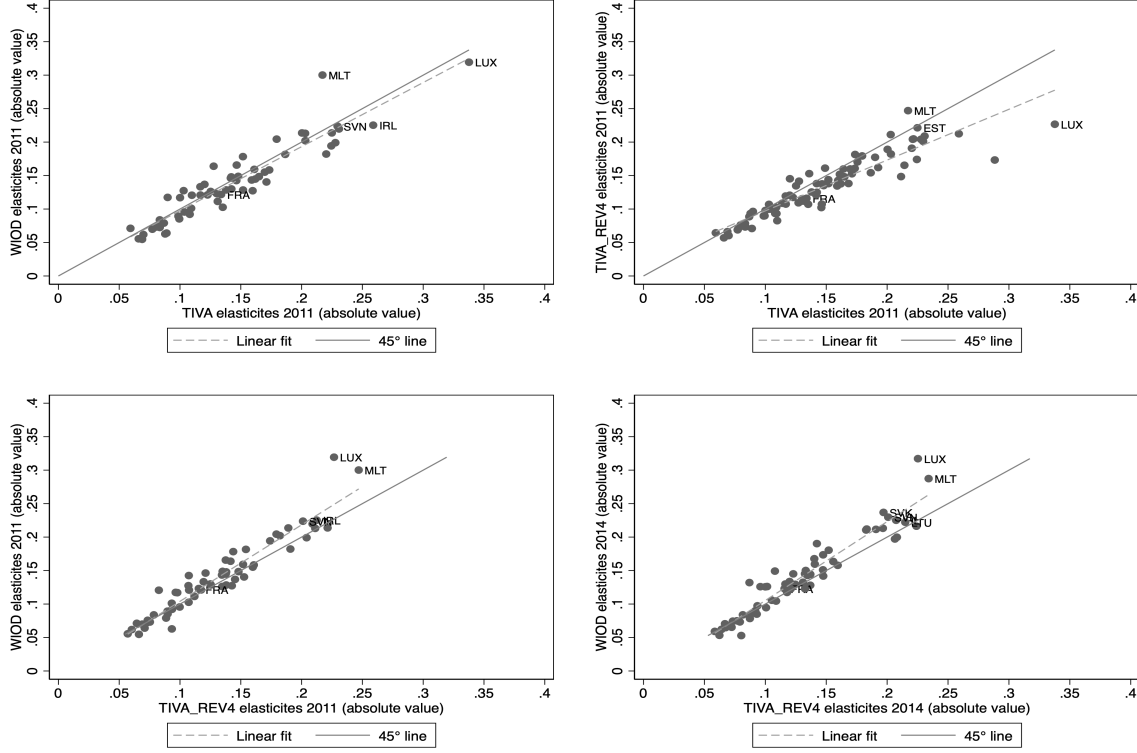 WIOD elasticites 2011 (absolute value)
.4
.35
.3
.25
.2
.15
.1
.05
0
LUX
MLT
SVN
IRL
FRA
0
.05
.1
.15
.2
.25
.3
.35
.4
TIVA elasticites 2011 (absolute value)
Linear fit
45° line
TIVA_REV4 elasticites 2011 (absolute value)
.4
.35
.3
.25
.2
.15
.1
.05
0
MLT
EST
LUX
FRA
0
.05
.1
.15
.2
.25
.3
.35
.4
TIVA elasticites 2011 (absolute value)
Linear fit
45° line
WIOD elasticites 2011 (absolute value)
.4
.35
.3
.25
.2
.15
.1
.05
0
LUX
MLT
SVN
IRL
FRA
0
.05
.1
.15
.2
.25
.3
.35
.4
TIVA_REV4 elasticites 2011 (absolute value)
Linear fit
45° line
WIOD elasticites 2014 (absolute value)
.4
.35
.3
.25
.2
.15
.1
.05
0
LUX
MLT
SVK
SVN
FRA
0
.05
.1
.15
.2
.25
.3
.35
.4
TIVA_REV4 elasticites 2014 (absolute value)
Linear fit
45° line